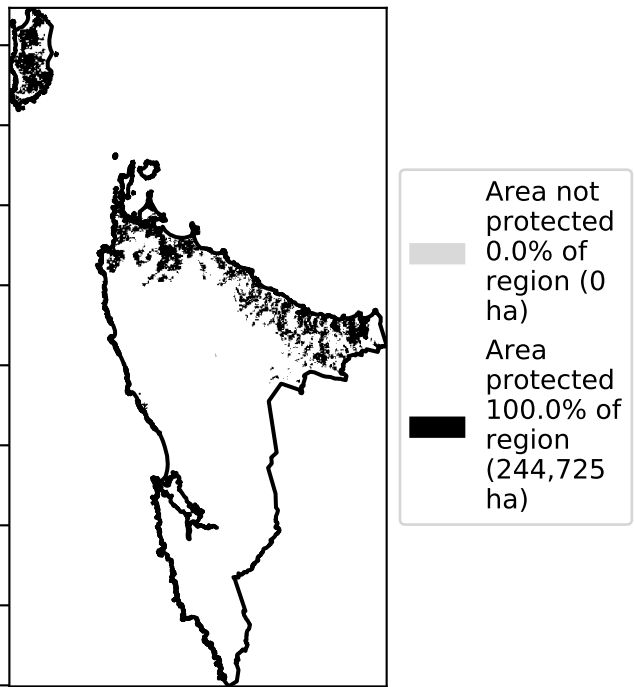 Area not
protected
0.0% of
region (0
ha)
Area
protected
100.0% of
region
(244,725
ha)